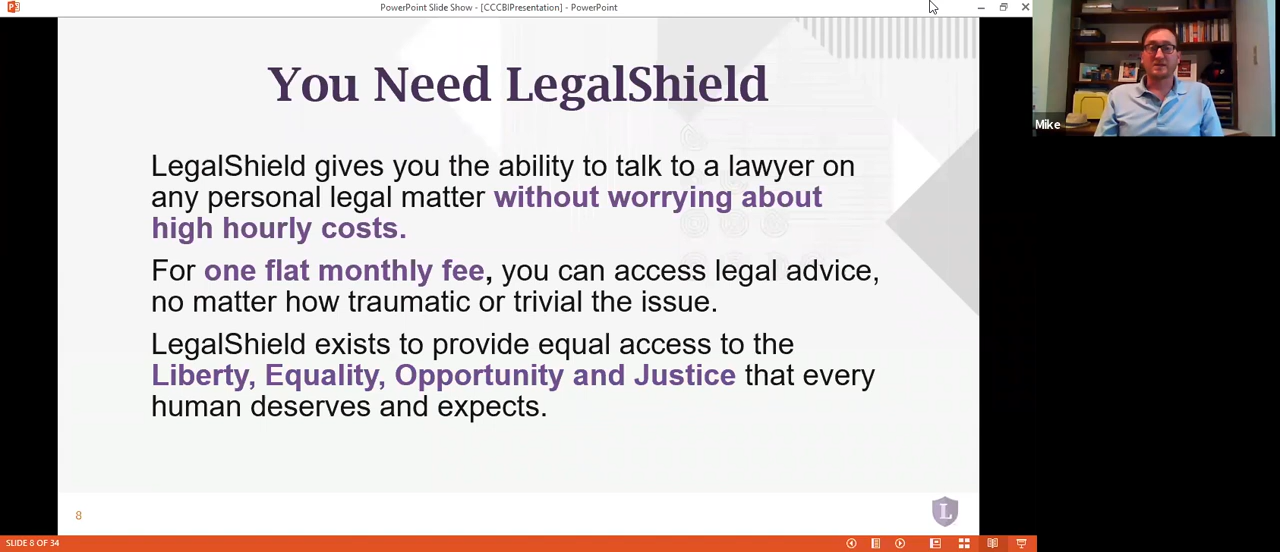 PowerPoint Slide Show - [CCCBIPresentation] - PowerPoint
You Need LegalShield
LegalShield gives you the ability to talk to a lawyer on
any personal legal matter without worrying about
high hourly costs.
For one flat monthly fee, you can access legal advice,
no matter how traumatic or trivial the issue.
LegalShield exists to provide equal access to the
Liberty, Equality, Opportunity and Justice that every
human deserves and expects.
8
L
SLIDE 8 OF 34
Mike